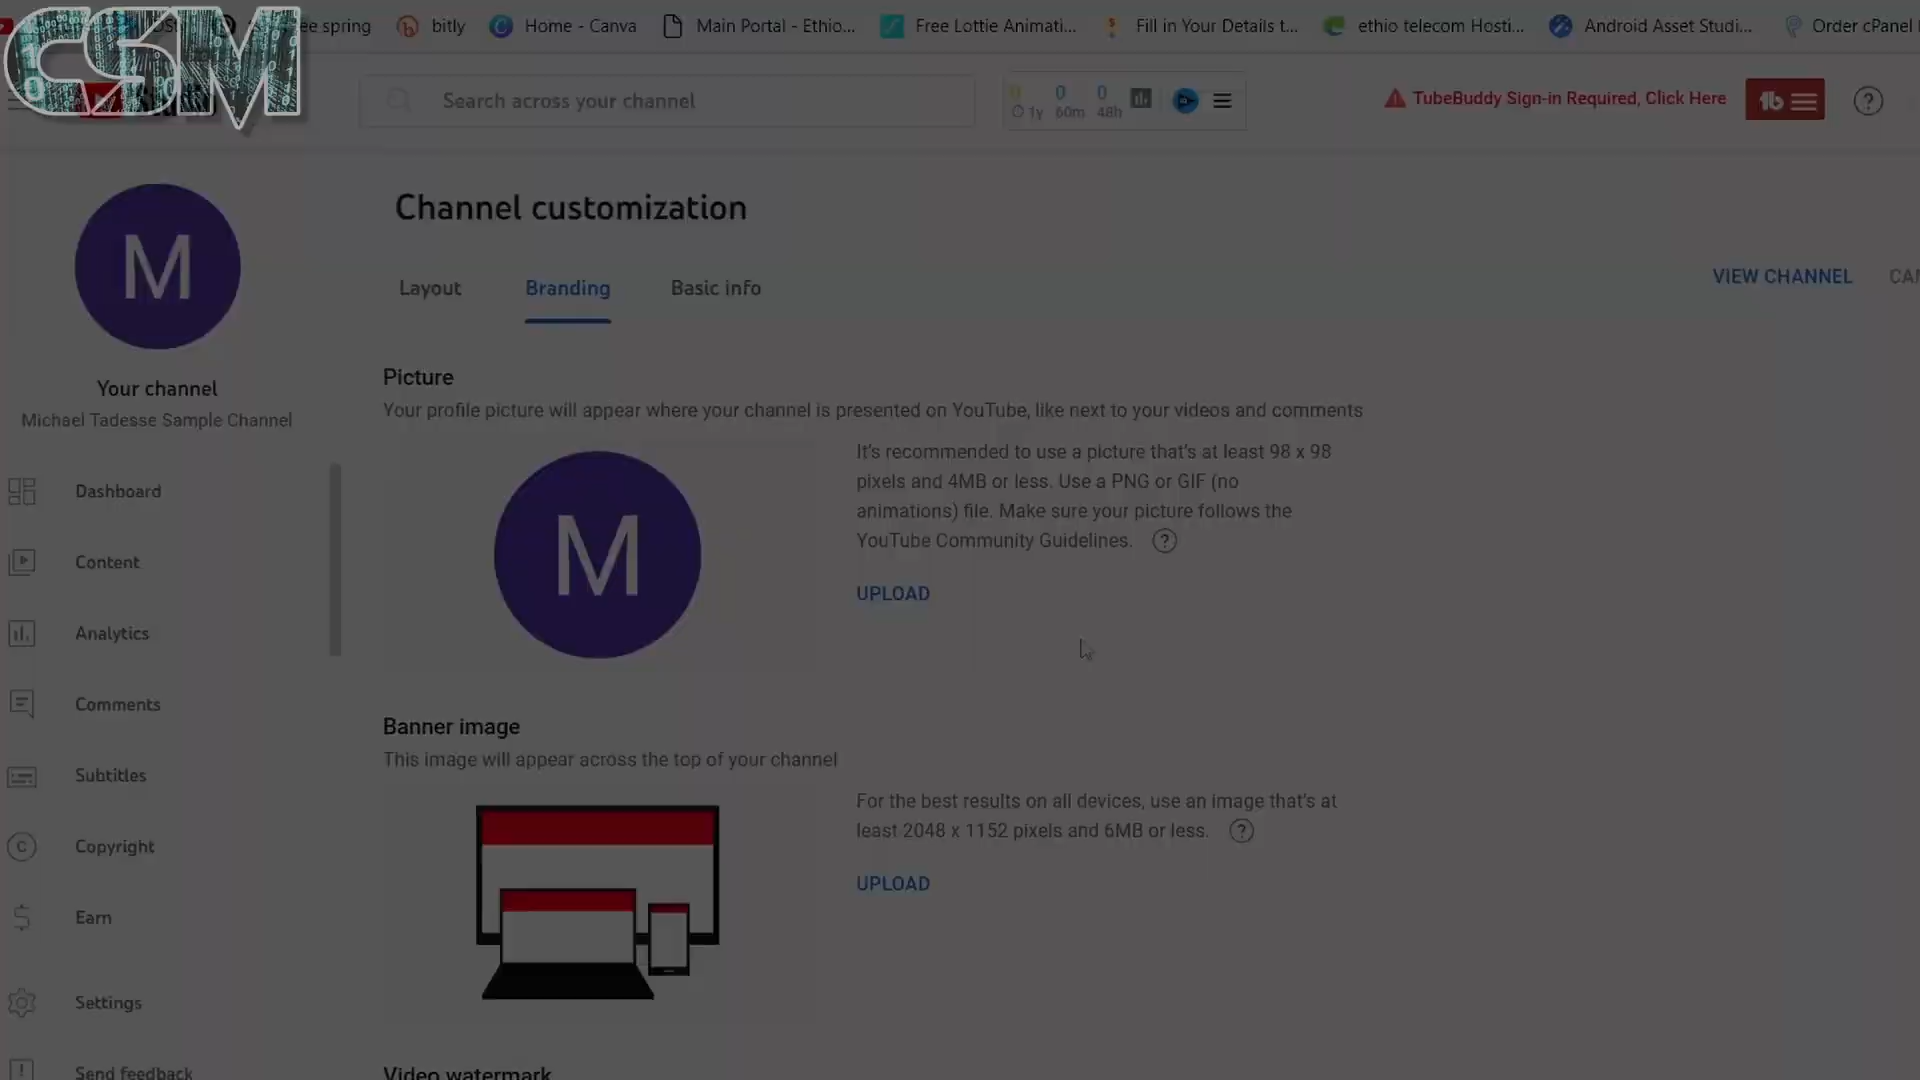 CSM
ee spring
bitly
Home - Canva
Main Portal - Ethio...
Free Lottie Animati...
Fill in Your Details t...
ethio telecom Hosti...
Android Asset Studi...
Order cPanel
Search across your channel
0 0 0
1y 60m 48h
TubeBuddy Sign-in Required, Click Here
tb
?
M
Your channel
Michael Tadesse Sample Channel
Dashboard
Content
Analytics
Comments
Subtitles
Copyright
Earn
Settings
Send feedback
Channel customization
Layout
Branding
Basic info
VIEW CHANNEL
CAN
Picture
Your profile picture will appear where your channel is presented on YouTube, like next to your videos and comments
M
It's recommended to use a picture that's at least 98 x 98
pixels and 4MB or less. Use a PNG or GIF (no
animations) file. Make sure your picture follows the
YouTube Community Guidelines. ?
UPLOAD
Banner image
This image will appear across the top of your channel
For the best results on all devices, use an image that's at
least 2048 x 1152 pixels and 6MB or less. ?
UPLOAD
Video watermark